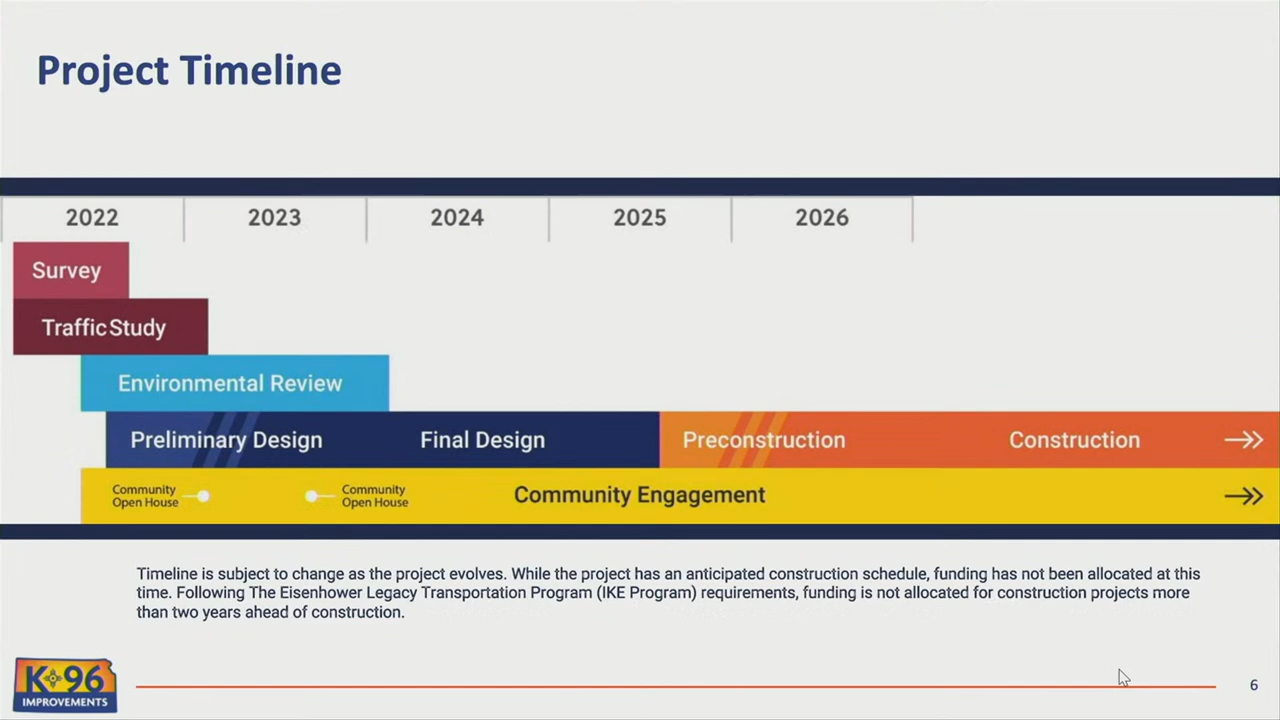 Project Timeline
2022 2023 2024 2025 2026
Survey
Traffic Study
Environmental Review
Preliminary Design Final Design Preconstruction Construction
Community
Open House
Community
Open House
Community Engagement
Timeline is subject to change as the project evolves. While the project has an anticipated construction schedule, funding has not been allocated at this
time. Following The Eisenhower Legacy Transportation Program (IKE Program) requirements, funding is not allocated for construction projects more
than two years ahead of construction.
K 96
IMPROVEMENTS
6